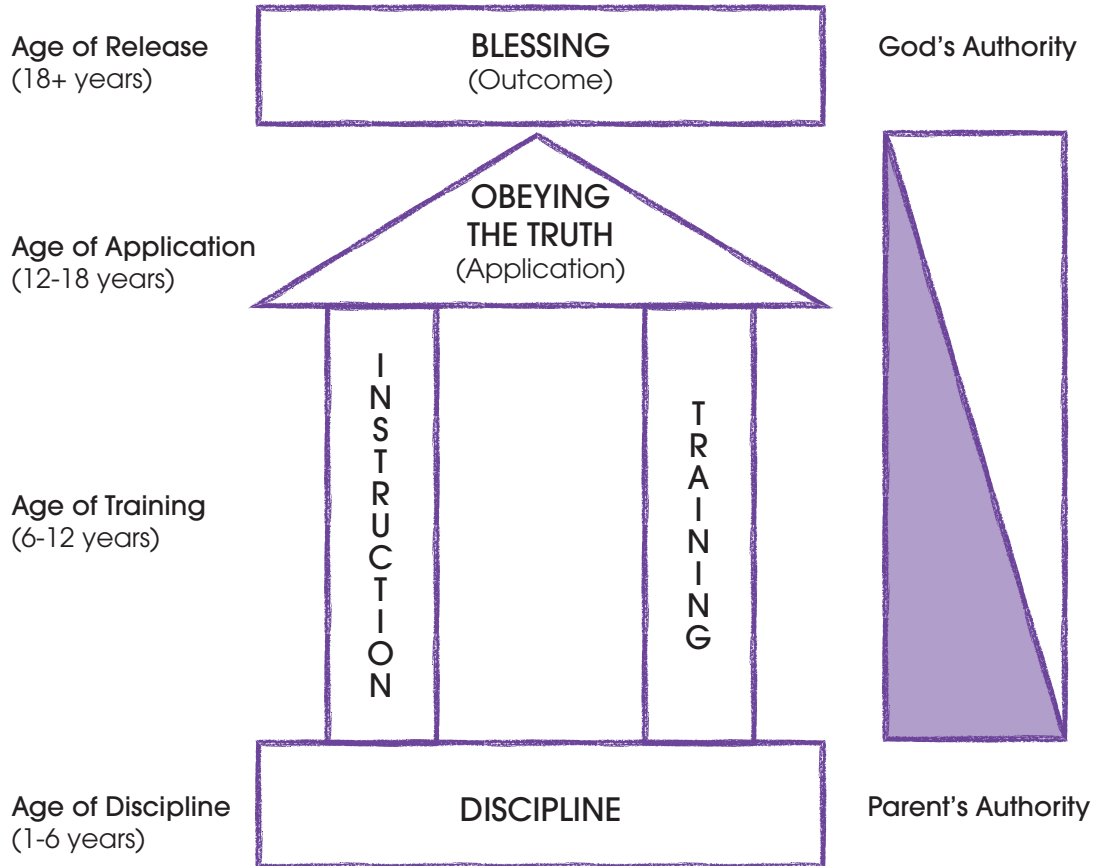 Age of Release
(18+ years)
BLESSING
(Outcome)
God's Authority
Age of Application
(12-18 years)
OBEYING
THE TRUTH
(Application)
Age of Training
(6-12 years)
INSTRUCTION
TRAINING
Age of Discipline
(1-6 years)
DISCIPLINE
Parent's Authority